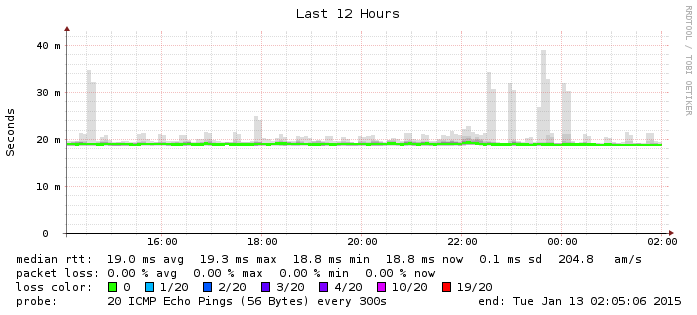 Last 12 Hours
RRDTOOL / TOBI OETIKER
Seconds
40 m
30 m
20 m
10 m
0
16:00 18:00 20:00 22:00 00:00 02:00
median rtt: 19.0 ms avg 19.3 ms max 18.8 ms min 18.8 ms now 0.1 ms sd 204.8 am/s
packet loss: 0.00 % avg 0.00 % max 0.00 % min 0.00 % now
loss color: 0 1/20 2/20 3/20 4/20 10/20 19/20
probe: 20 ICMP Echo Pings (56 Bytes) every 300s end: Tue Jan 13 02:05:06 2015